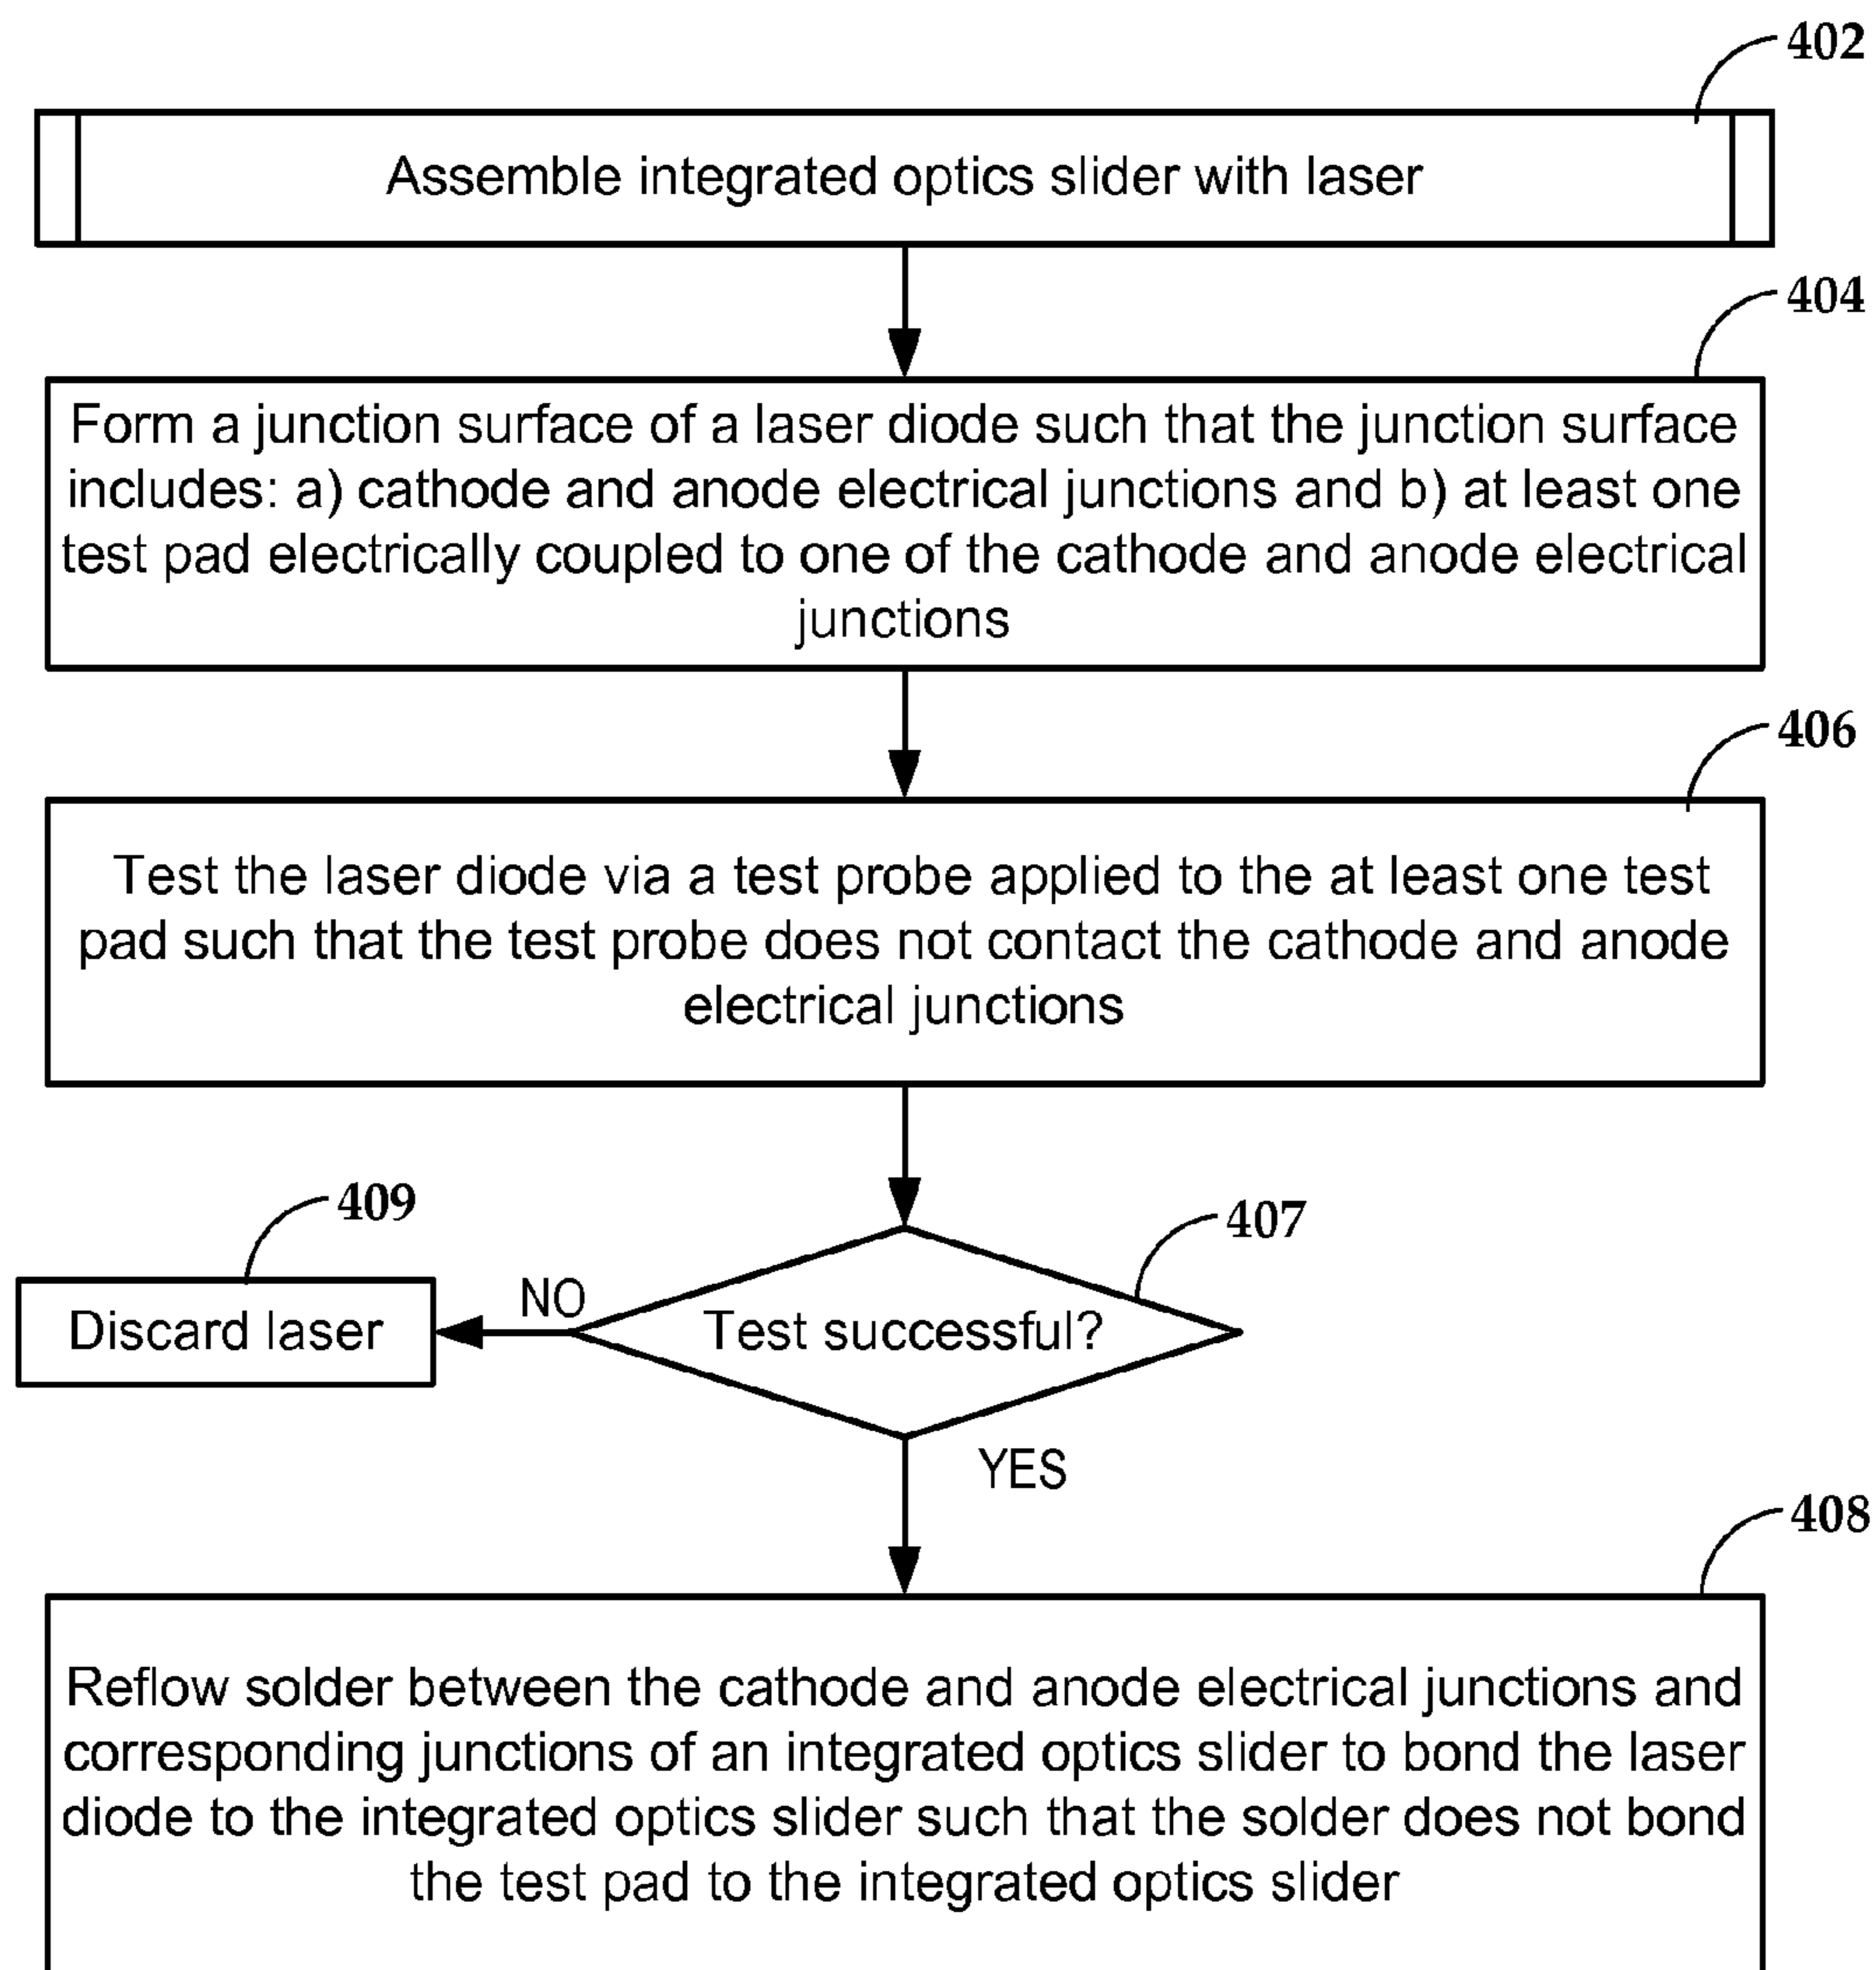 402
Assemble integrated optics slider with laser
404
Form a junction surface of a laser diode such that the junction surface
includes: a) cathode and anode electrical junctions and b) at least one
test pad electrically coupled to one of the cathode and anode electrical
junctions
406
Test the laser diode via a test probe applied to the at least one test
pad such that the test probe does not contact the cathode and anode
electrical junctions
409
407
Discard laser
NO
Test successful?
YES
408
Reflow solder between the cathode and anode electrical junctions and
corresponding junctions of an integrated optics slider to bond the laser
diode to the integrated optics slider such that the solder does not bond
the test pad to the integrated optics slider